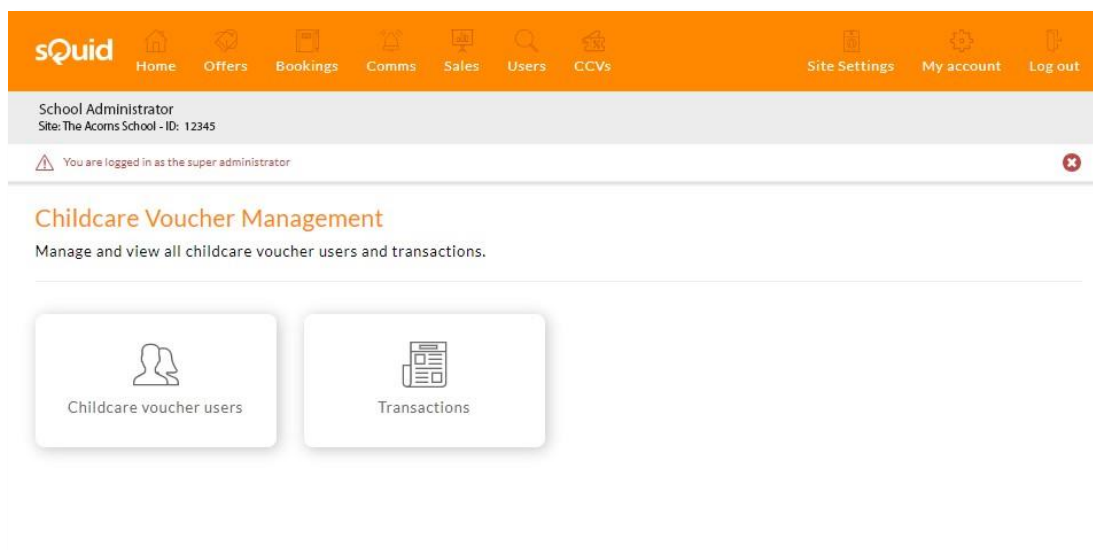 sQuid
Home Offers Bookings Comms Sales Users CCVs Site Settings My account Log out
School Administrator
Site: The Acorns School - ID: 12345
You are logged in as the super administrator
Childcare Voucher Management
Manage and view all childcare voucher users and transactions.
Childcare voucher users Transactions